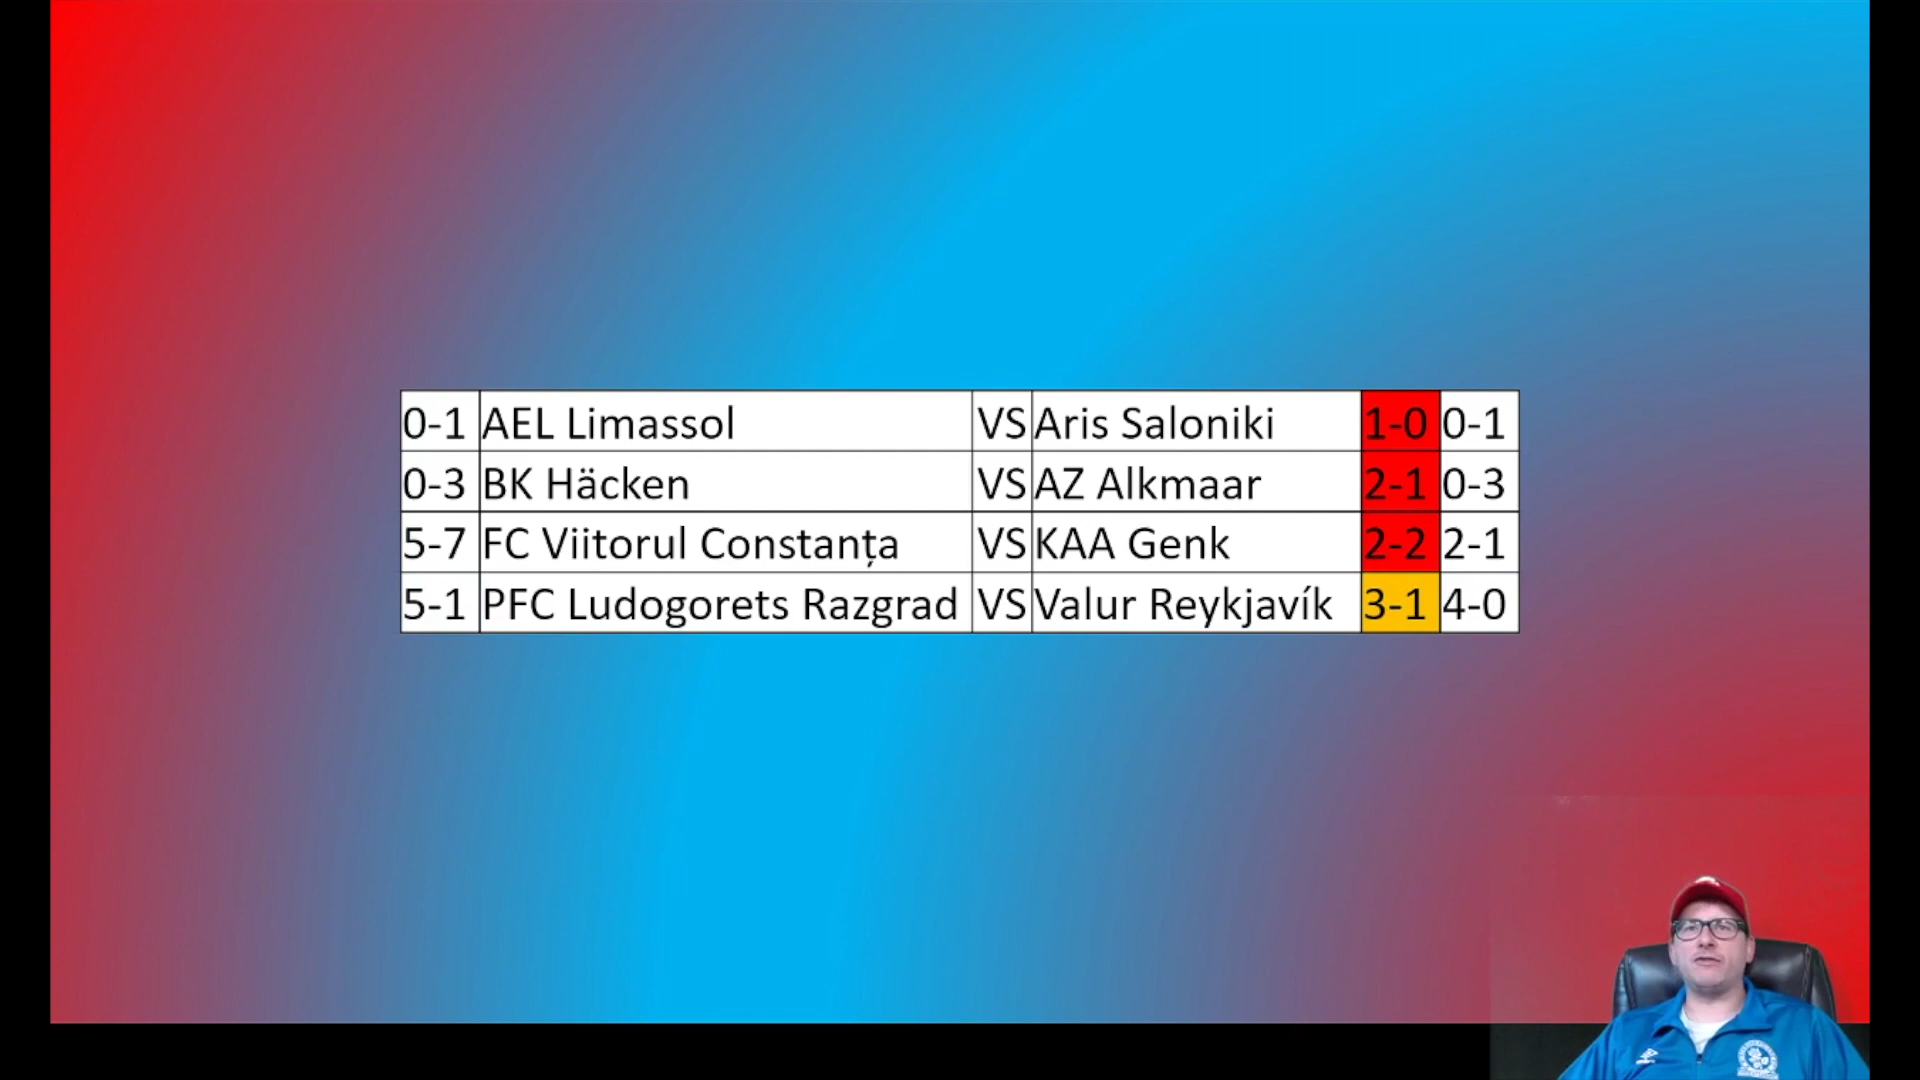 0-1 AEL Limassol VS Aris Saloniki 1-0 0-1
0-3 BK Häcken VS AZ Alkmaar 2-1 0-3
5-7 FC Viitorul Constanța VS KAA Genk 2-2 2-1
5-1 PFC Ludogorets Razgrad VS Valur Reykjavík 3-1 4-0